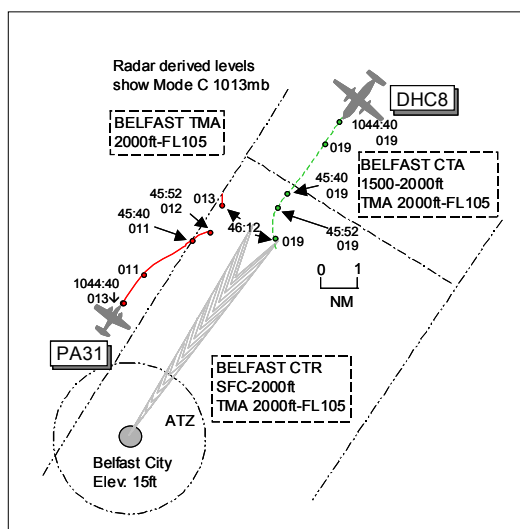 Radar derived levels
show Mode C 1013mb
DHC8
BELFAST TMA
2000ft-FL105
1044:40
019
019
BELFAST CTA
1500-2000ft
TMA 2000ft-FL105
45:40
019
45:52
012
013
45:40
011
46:12
019
45:52
019
011
1044:40
013↓
0 1
NM
PA31
BELFAST CTR
SFC-2000ft
TMA 2000ft-FL105
ATZ
Belfast City
Elev: 15ft